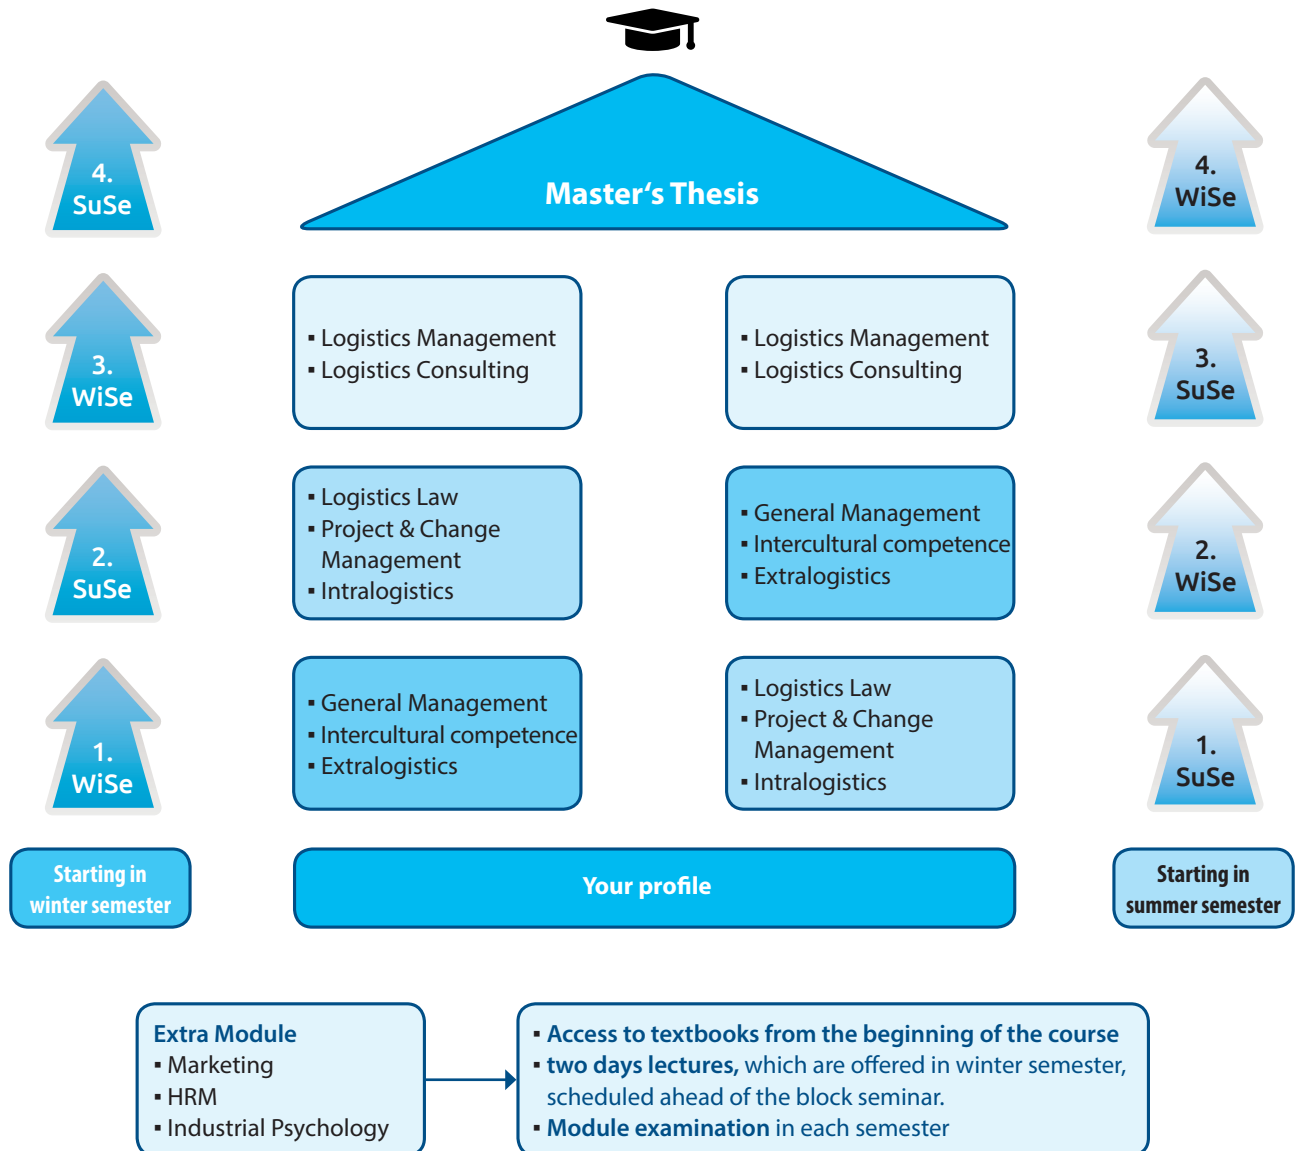 4.
SuSe
Master‘s Thesis
4.
WiSe
3.
WiSe
▪ Logistics Management
▪ Logistics Consulting
▪ Logistics Management
▪ Logistics Consulting
3.
SuSe
2.
SuSe
▪ Logistics Law
▪ Project & Change
Management
▪ Intralogistics
▪ General Management
▪ Intercultural competence
▪ Extralogistics
2.
WiSe
1.
WiSe
▪ General Management
▪ Intercultural competence
▪ Extralogistics
▪ Logistics Law
▪ Project & Change
Management
▪ Intralogistics
1.
SuSe
Starting in
winter semester
Your profile
Starting in
summer semester
Extra Module
▪ Marketing
▪ HRM
▪ Industrial Psychology
▪ Access to textbooks from the beginning of the course
▪ two days lectures, which are offered in winter semester,
scheduled ahead of the block seminar.
▪ Module examination in each semester